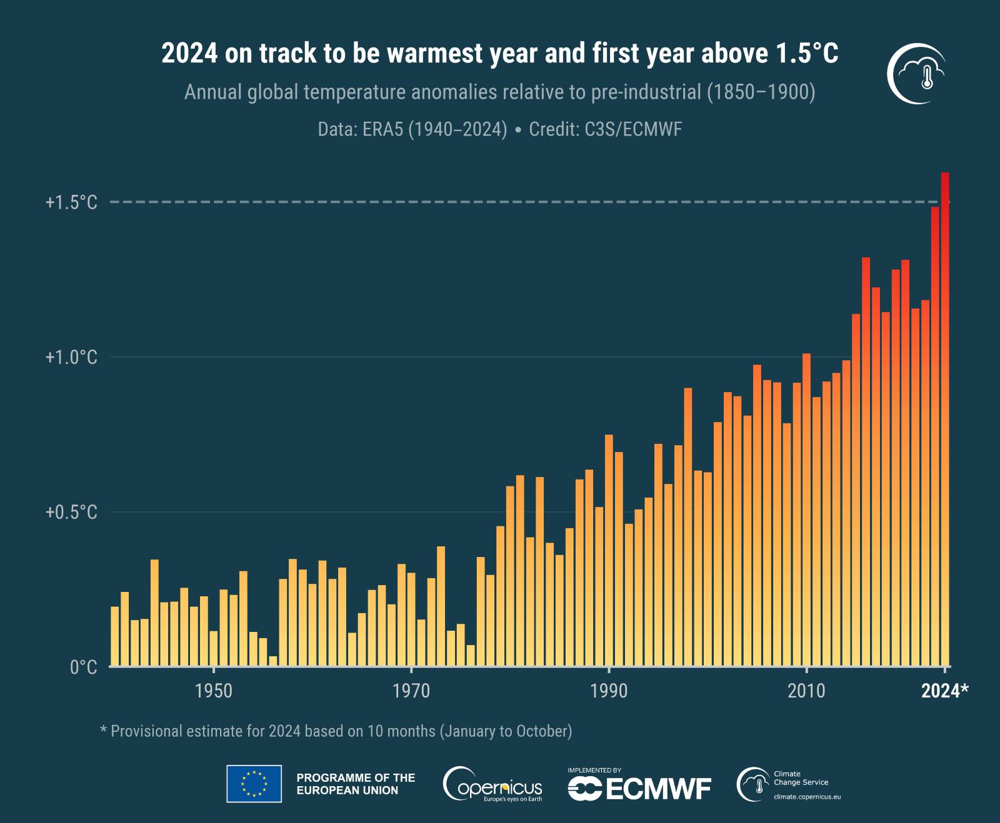 2024 on track to be warmest year and first year above 1.5°C
Annual global temperature anomalies relative to pre-industrial (1850–1900)
Data: ERA5 (1940–2024) • Credit: C3S/ECMWF
+1.5°C
+1.0°C
+0.5°C
0°C
1950 1970 1990 2010 2024*
* Provisional estimate for 2024 based on 10 months (January to October)
PROGRAMME OF THE
EUROPEAN UNION
Copernicus
Europe's eyes on Earth
IMPLEMENTED BY
ECMWF
Climate
Change Service
climate.copernicus.eu